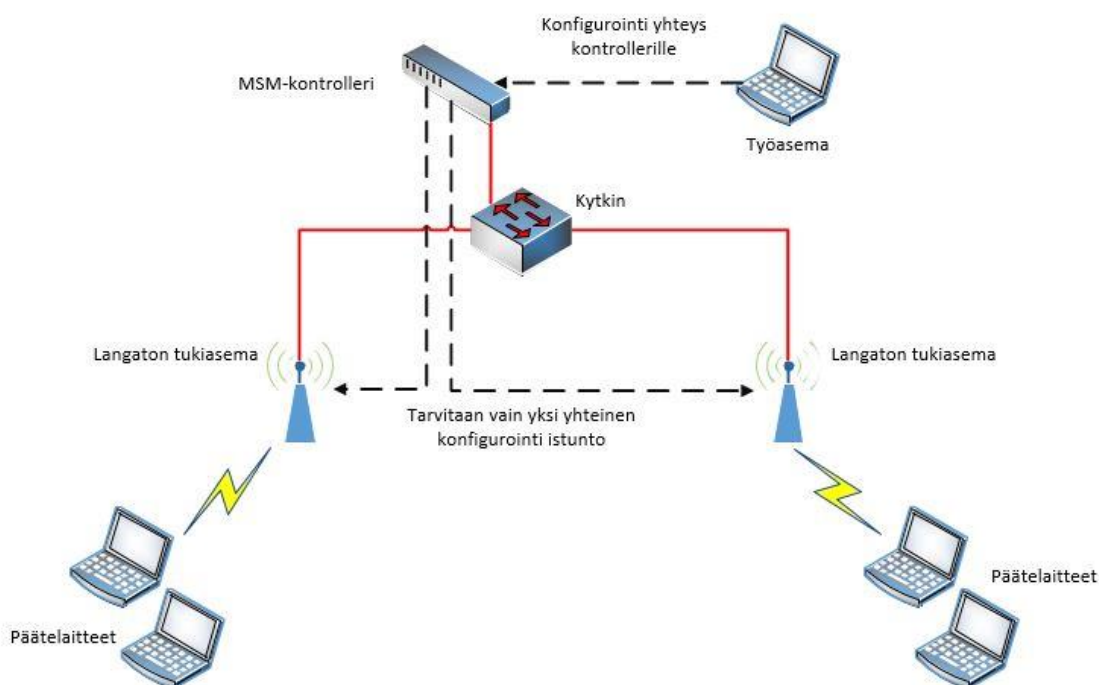 Konfigurointi yhteys
kontrollerille
MSM-kontrolleri
Työasema
Kytkin
Langaton tukiasema
Langaton tukiasema
Tarvitaan vain yksi yhteinen
konfigurointi istunto
Päätelaitteet
Päätelaitteet